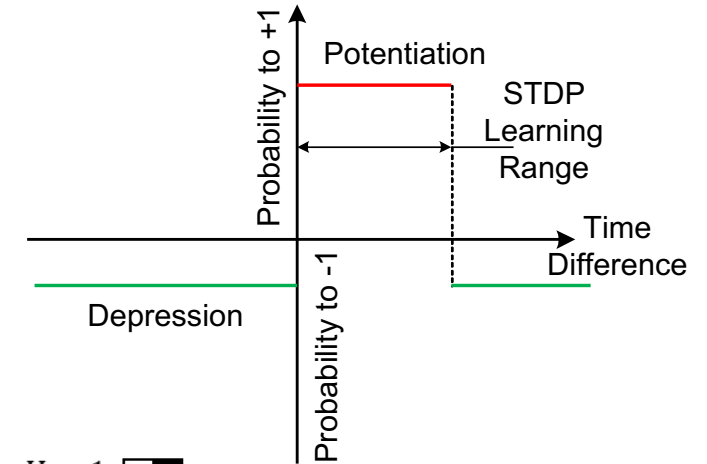 Probability to +1
Potentiation
STDP
Learning
Range
Time
Difference
Depression
Probability to -1